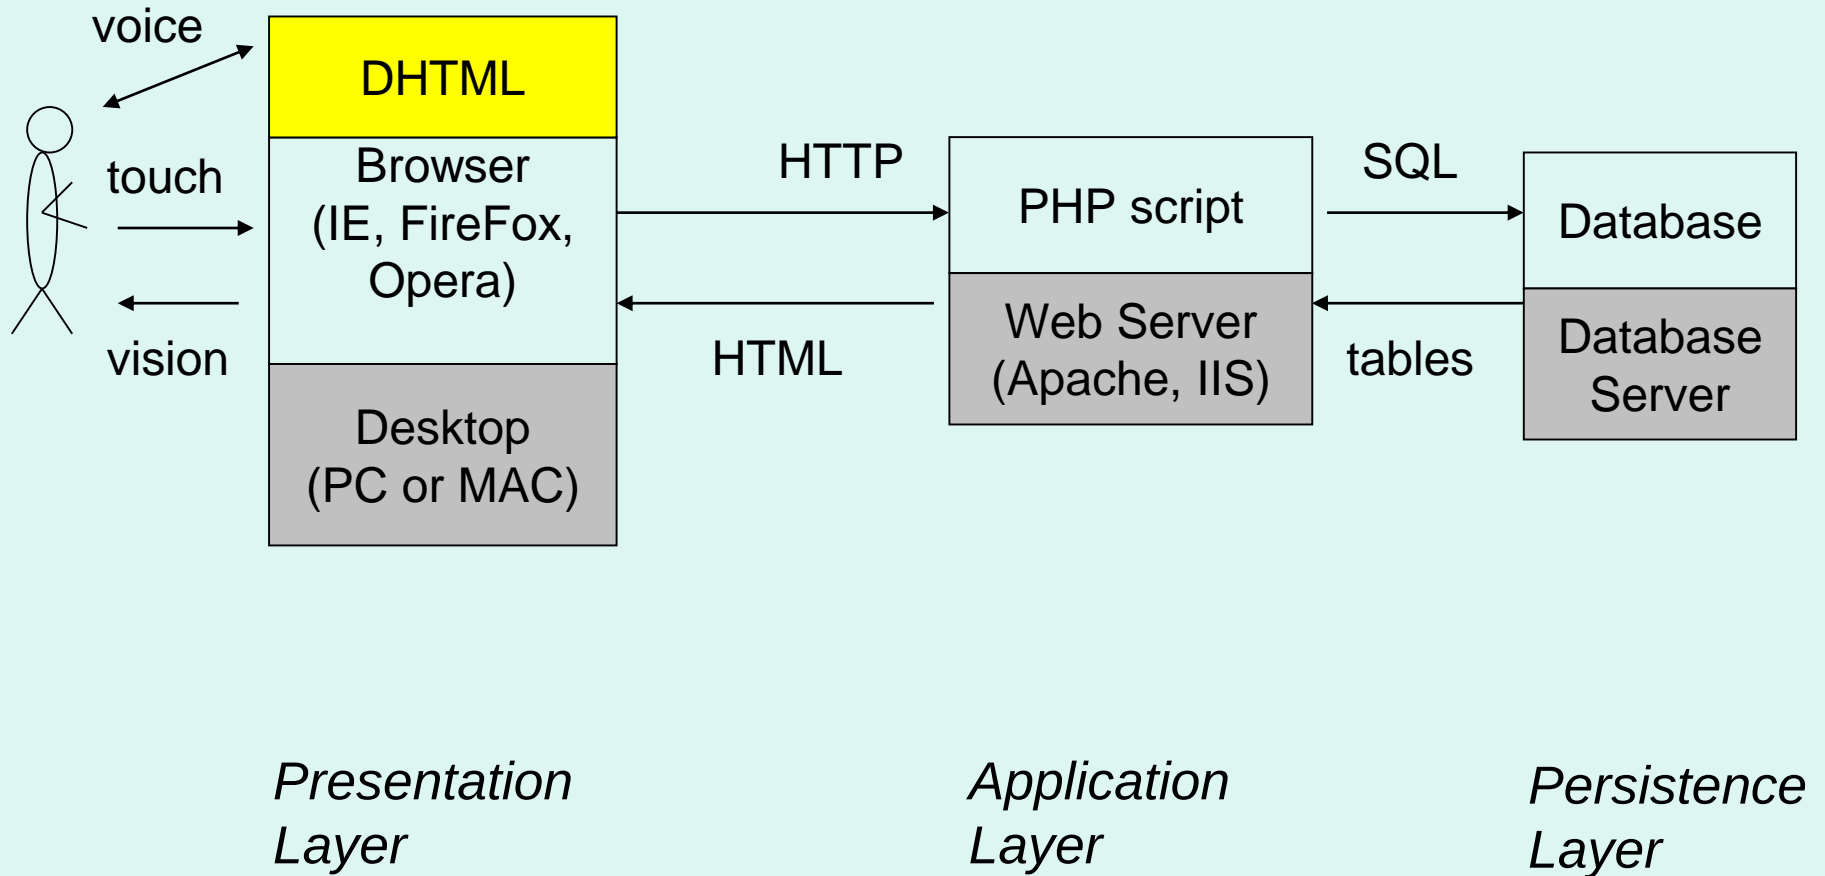 voice
touch
vision
DHTML
Browser
(IE, FireFox,
Opera)
Desktop
(PC or MAC)
HTTP
HTML
PHP script
Web Server
(Apache, IIS)
SQL
tables
Database
Database
Server
Presentation
Layer
Application
Layer
Persistence
Layer